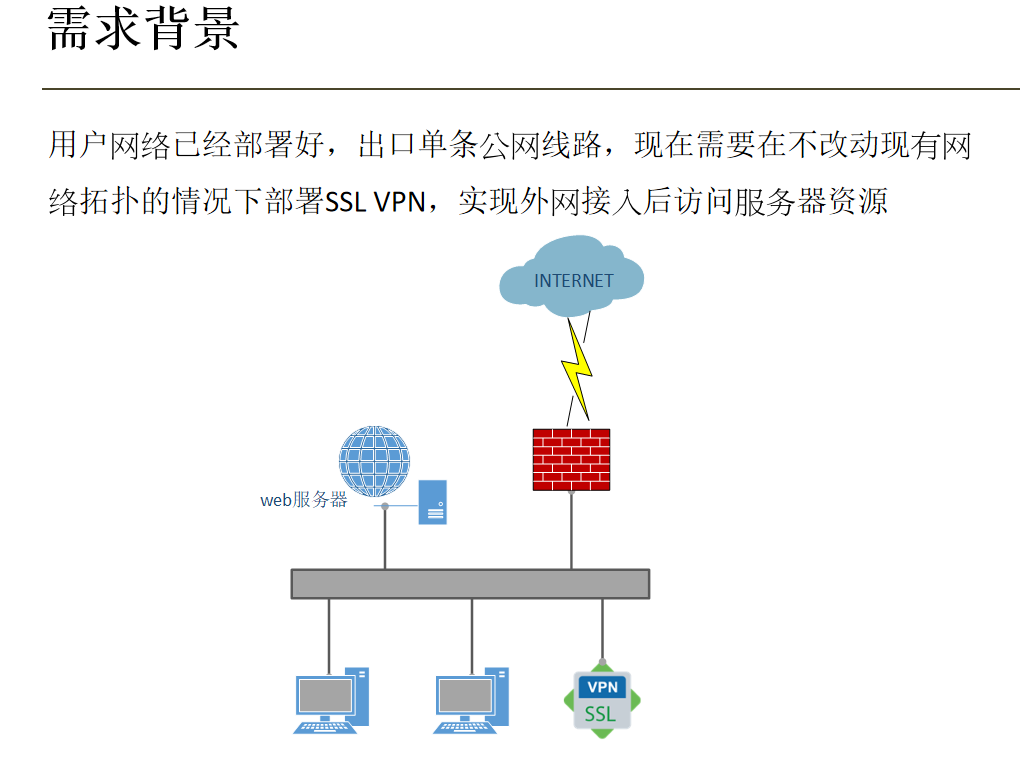 需求背景
用户网络已经部署好，出口单条公网线路，现在需要在不改动现有网
络拓扑的情况下部署SSL VPN，实现外网接入后访问服务器资源
INTERNET
web服务器
VPN
SSL